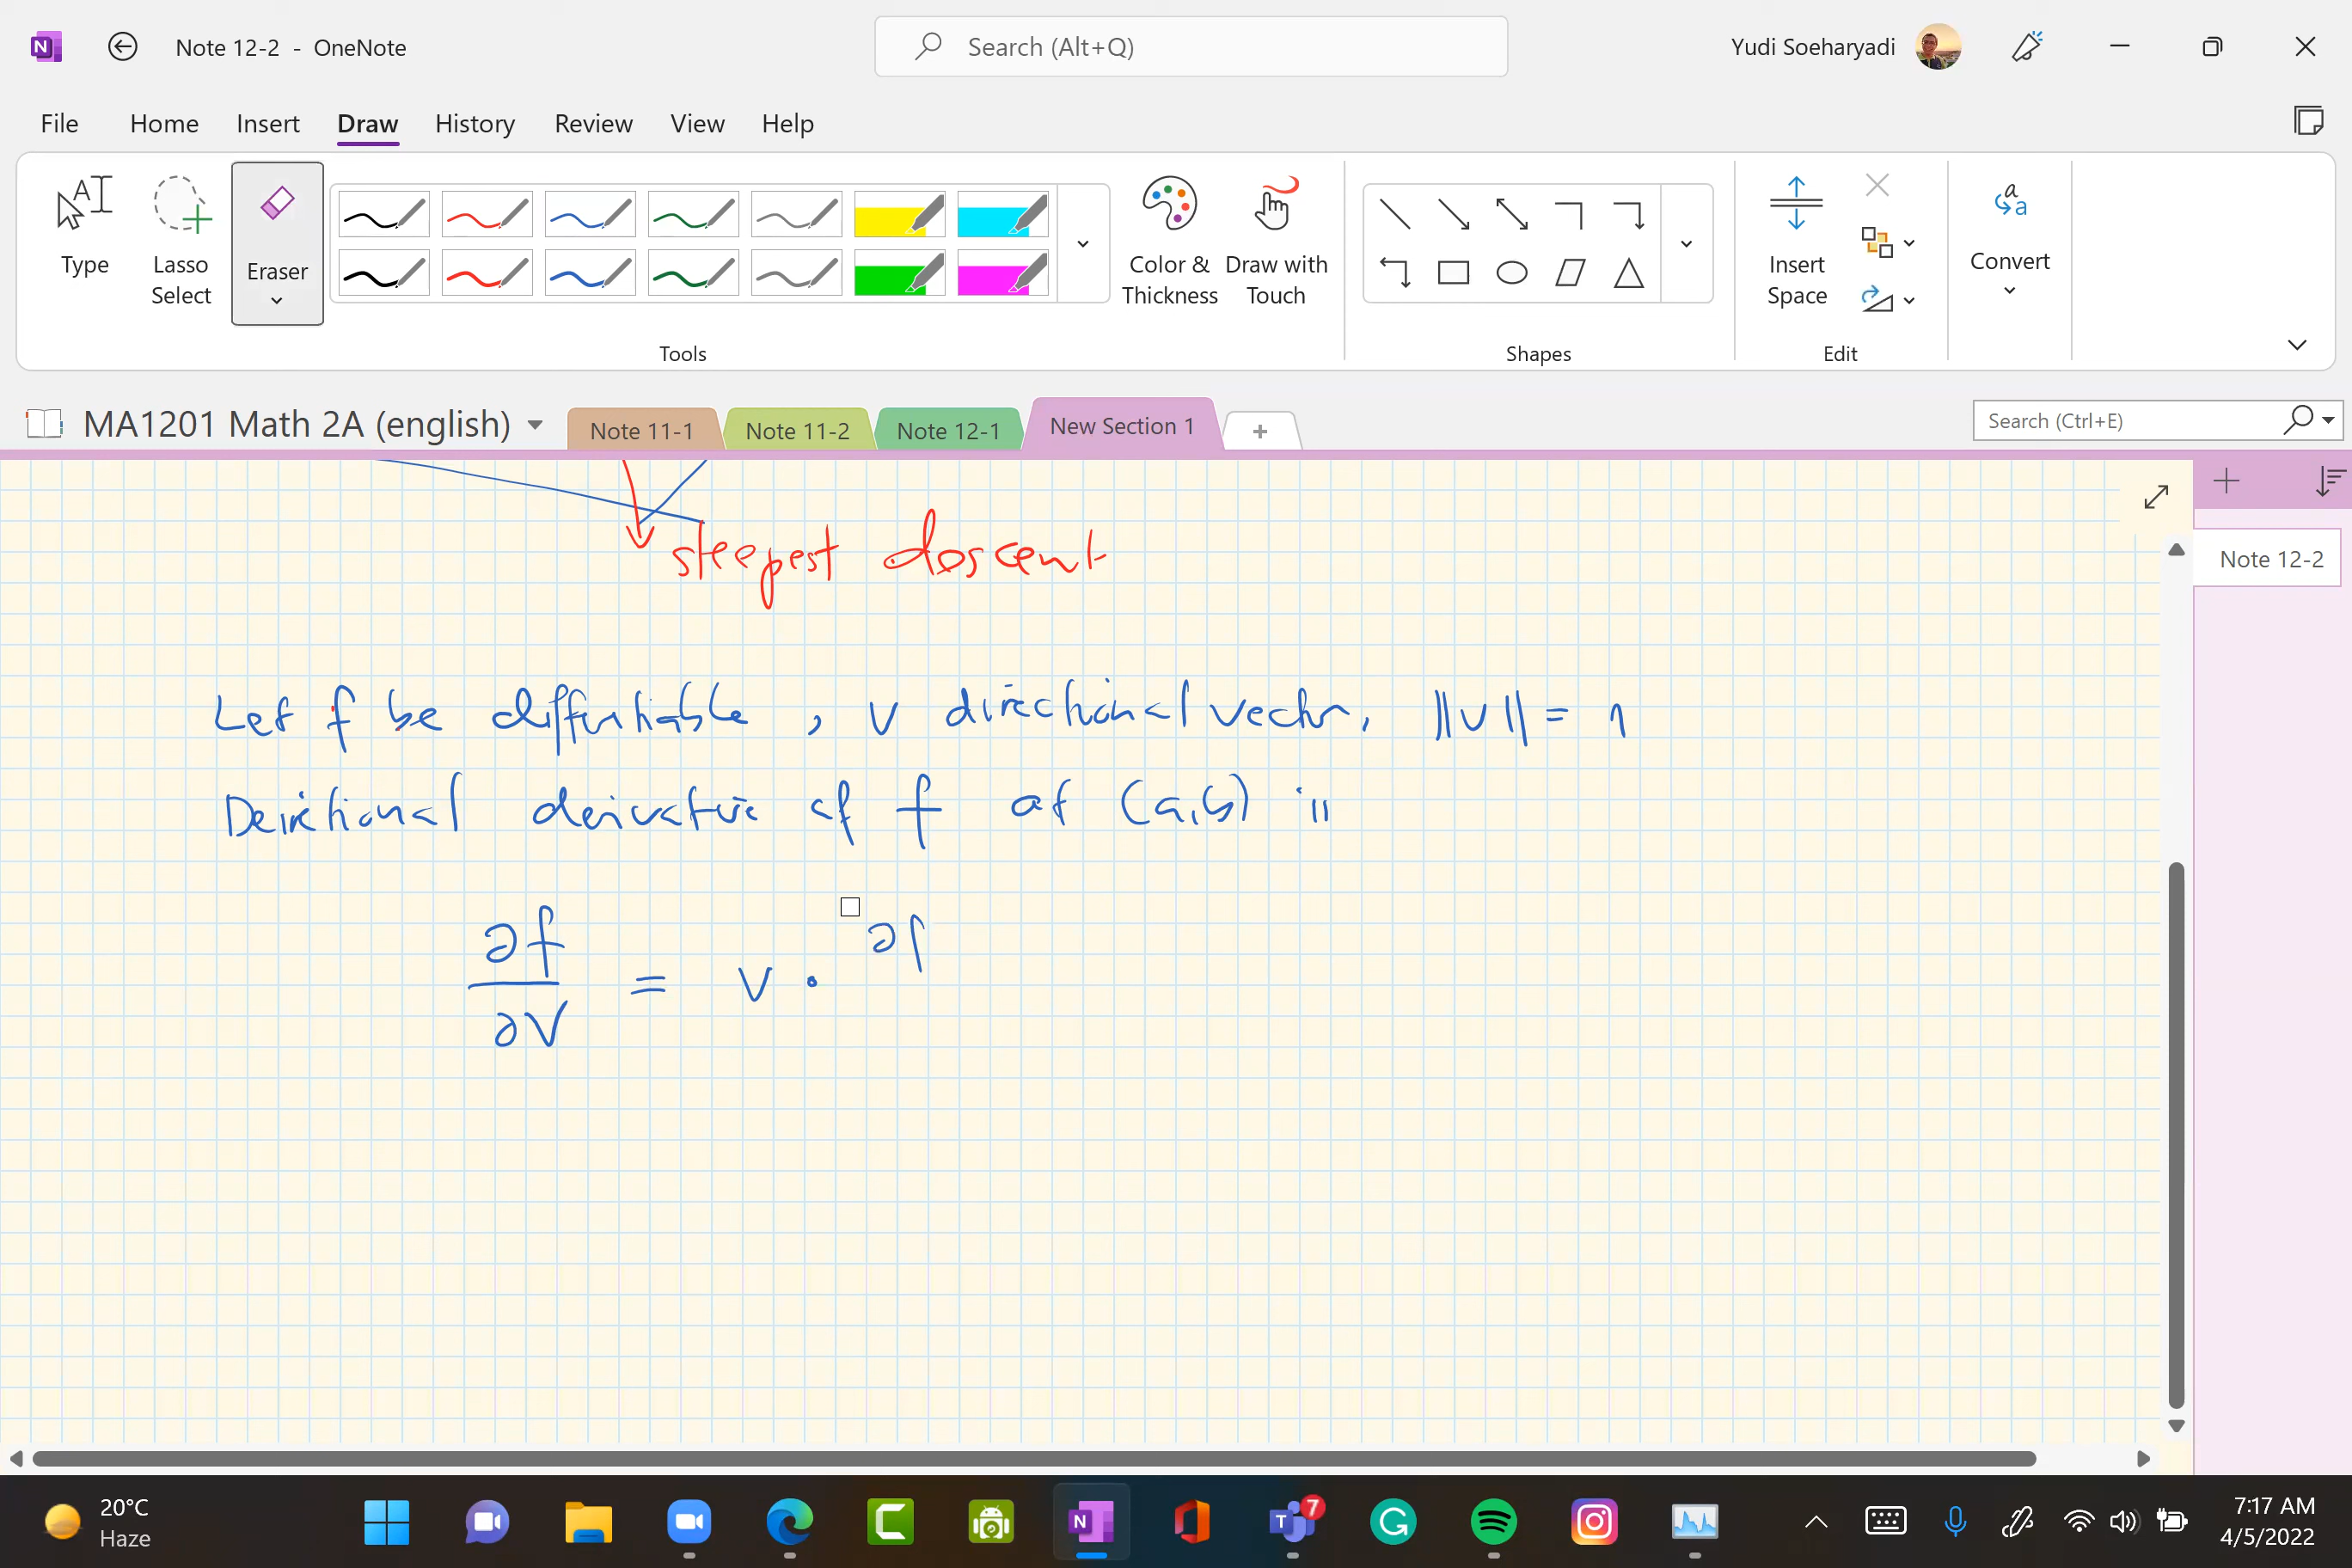 Note 12-2 - OneNote
Search (Alt+Q)
Yudi Soeharyadi
File Home Insert Draw History Review View Help
Type
Lasso Select
Eraser
Color & Thickness
Draw with Touch
Insert Space
Convert
Tools
Shapes
Edit
MA1201 Math 2A (english)
Note 11-1
Note 11-2
Note 12-1
New Section 1
Search (Ctrl+E)
Note 12-2
steepest descent
Let f be differentiable, v directional vector, ||v|| = 1
Directional derivative of f at (a,b) is
∂f/∂v = v · ∂f
20°C
Haze
7
7:17 AM
4/5/2022